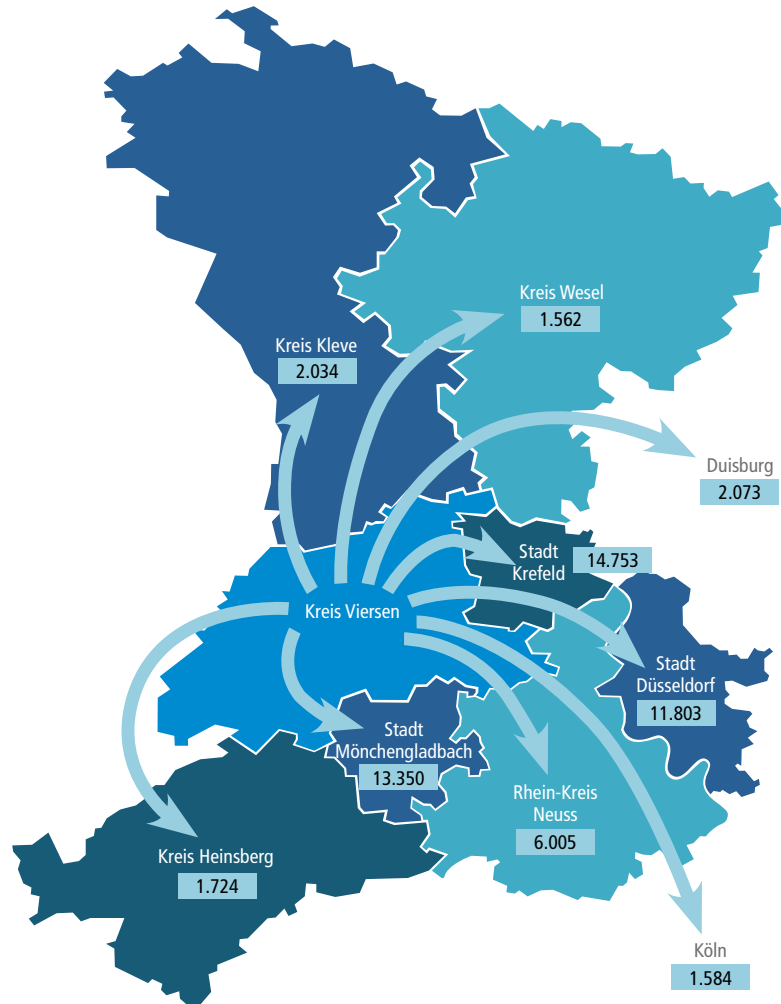 Kreis Wesel
1.562
Kreis Kleve
2.034
Duisburg
2.073
Stadt
Krefeld
14.753
Kreis Viersen
Stadt
Düsseldorf
11.803
Stadt
Mönchengladbach
13.350
Rhein-Kreis
Neuss
6.005
Kreis Heinsberg
1.724
Köln
1.584